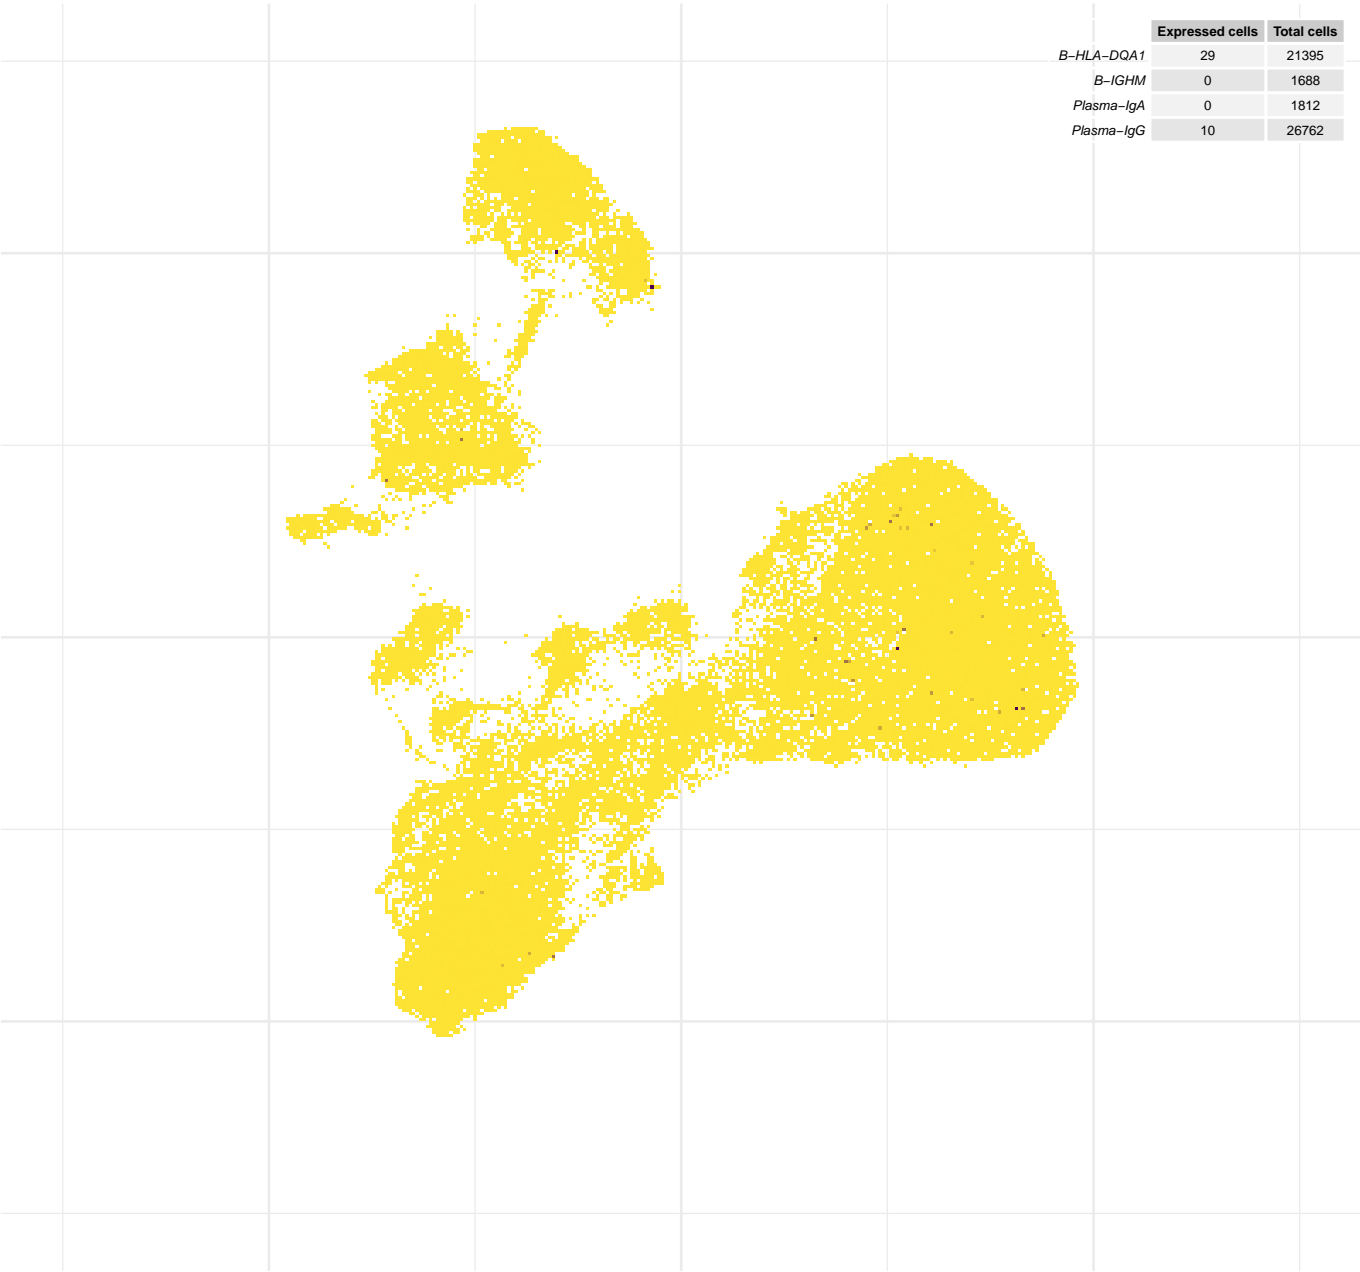 Expressed cells Total cells
B−HLA−DQA1 29 21395
B−IGHM 0 1688
Plasma−IgA 0 1812
Plasma−IgG 10 26762